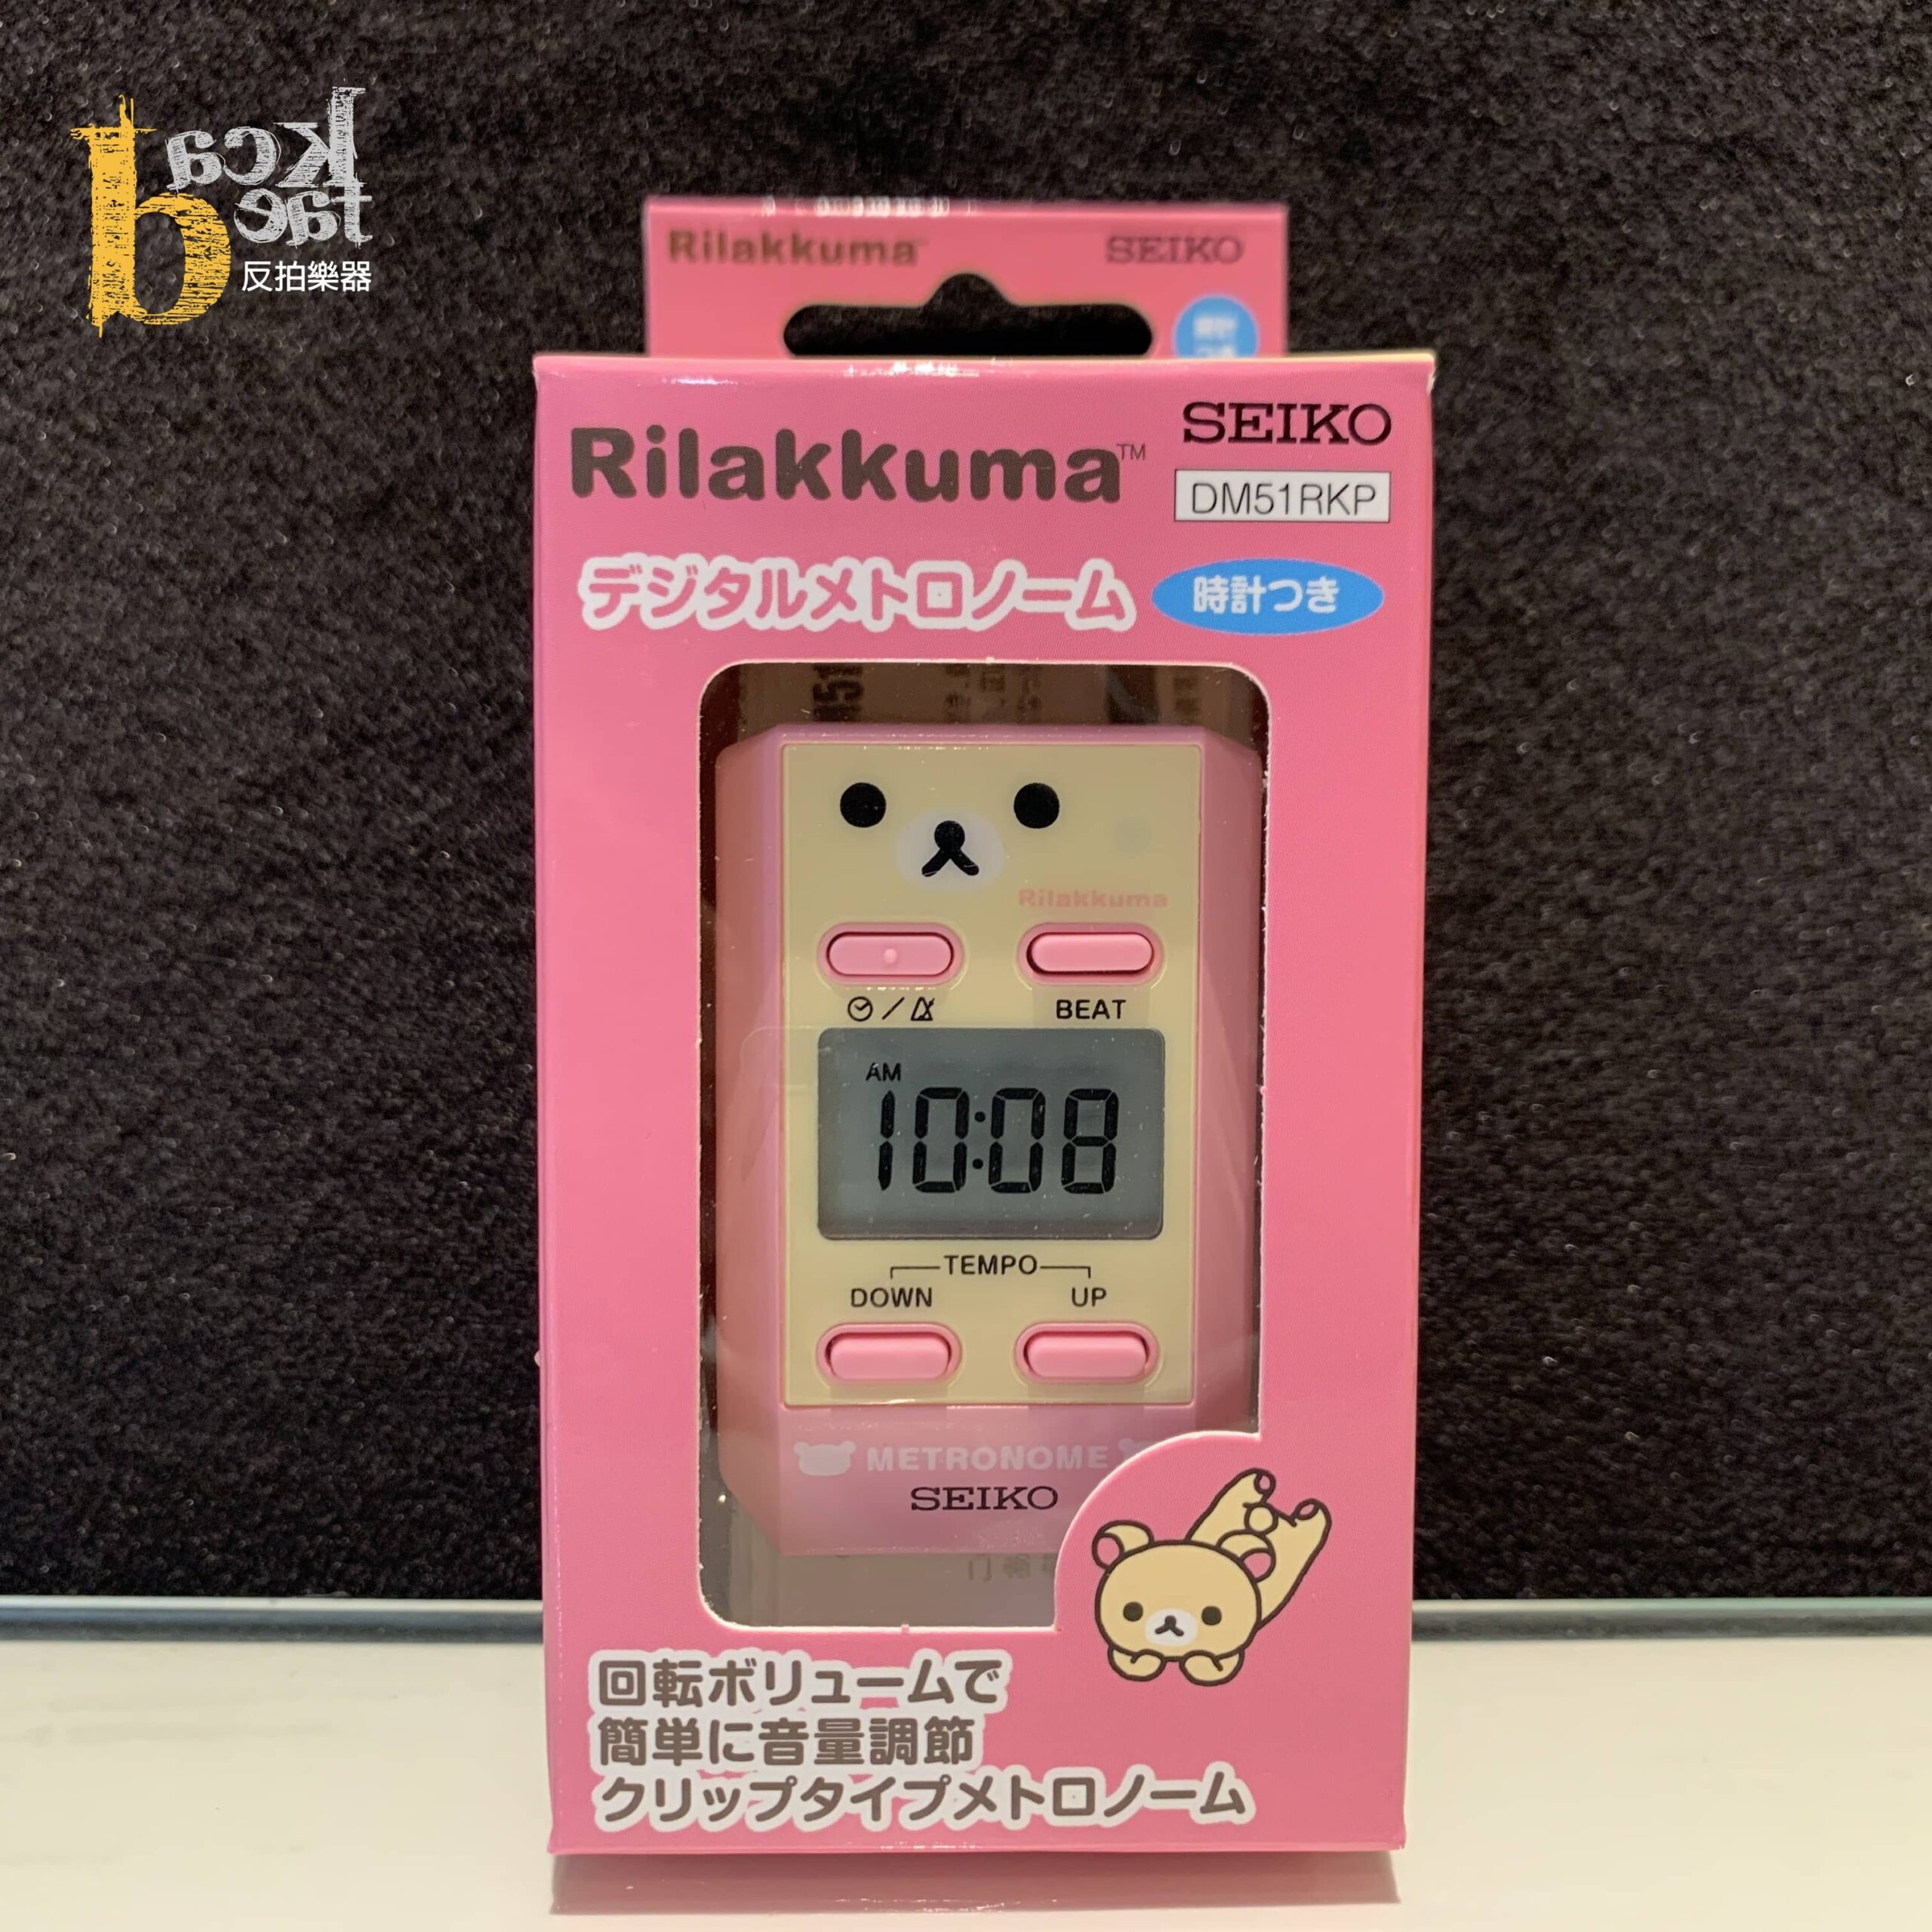 b
back
beat
反拍樂器
Rilakkuma SEIKO
Rilakkuma™
SEIKO
DM51RKP
デジタルメトロノーム
時計つき
Rilakkuma
BEAT
AM
10:08
TEMPO
DOWN UP
METRONOME
SEIKO
回転ボリュームで
簡単に音量調節
クリップタイプメトロノーム